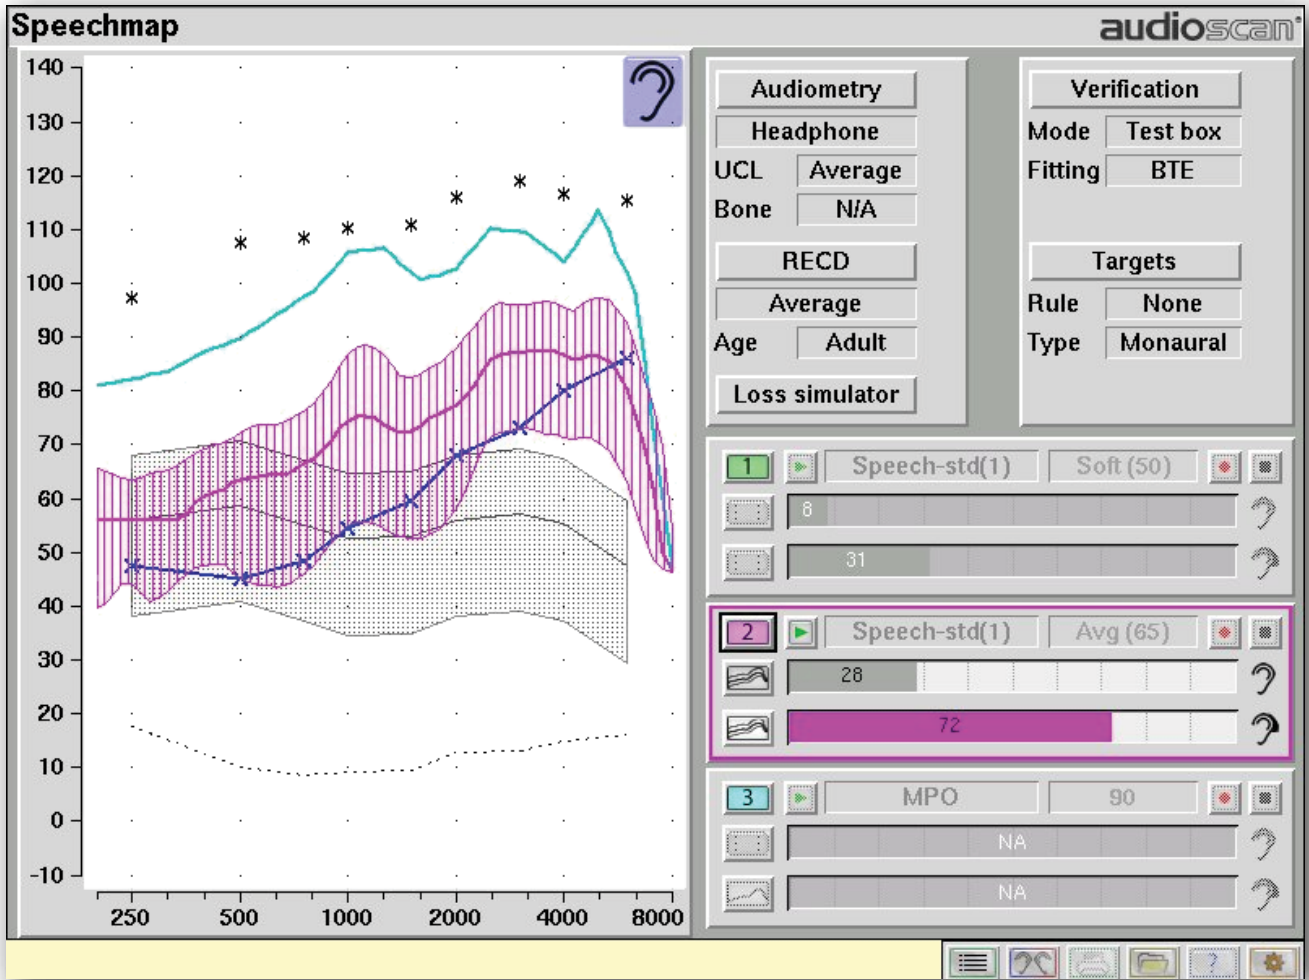 Speechmap
audioscan
140
130
120
110
100
90
80
70
60
50
40
30
20
10
0
-10
250 500 1000 2000 4000 8000
Audiometry
Headphone
UCL Average
Bone N/A
RECD
Average
Age Adult
Loss simulator
Verification
Mode Test box
Fitting BTE
Targets
Rule None
Type Monaural
1 Speech-std(1) Soft (50)
8
31
2 Speech-std(1) Avg (65)
28
72
3 MPO 90
NA
NA
?